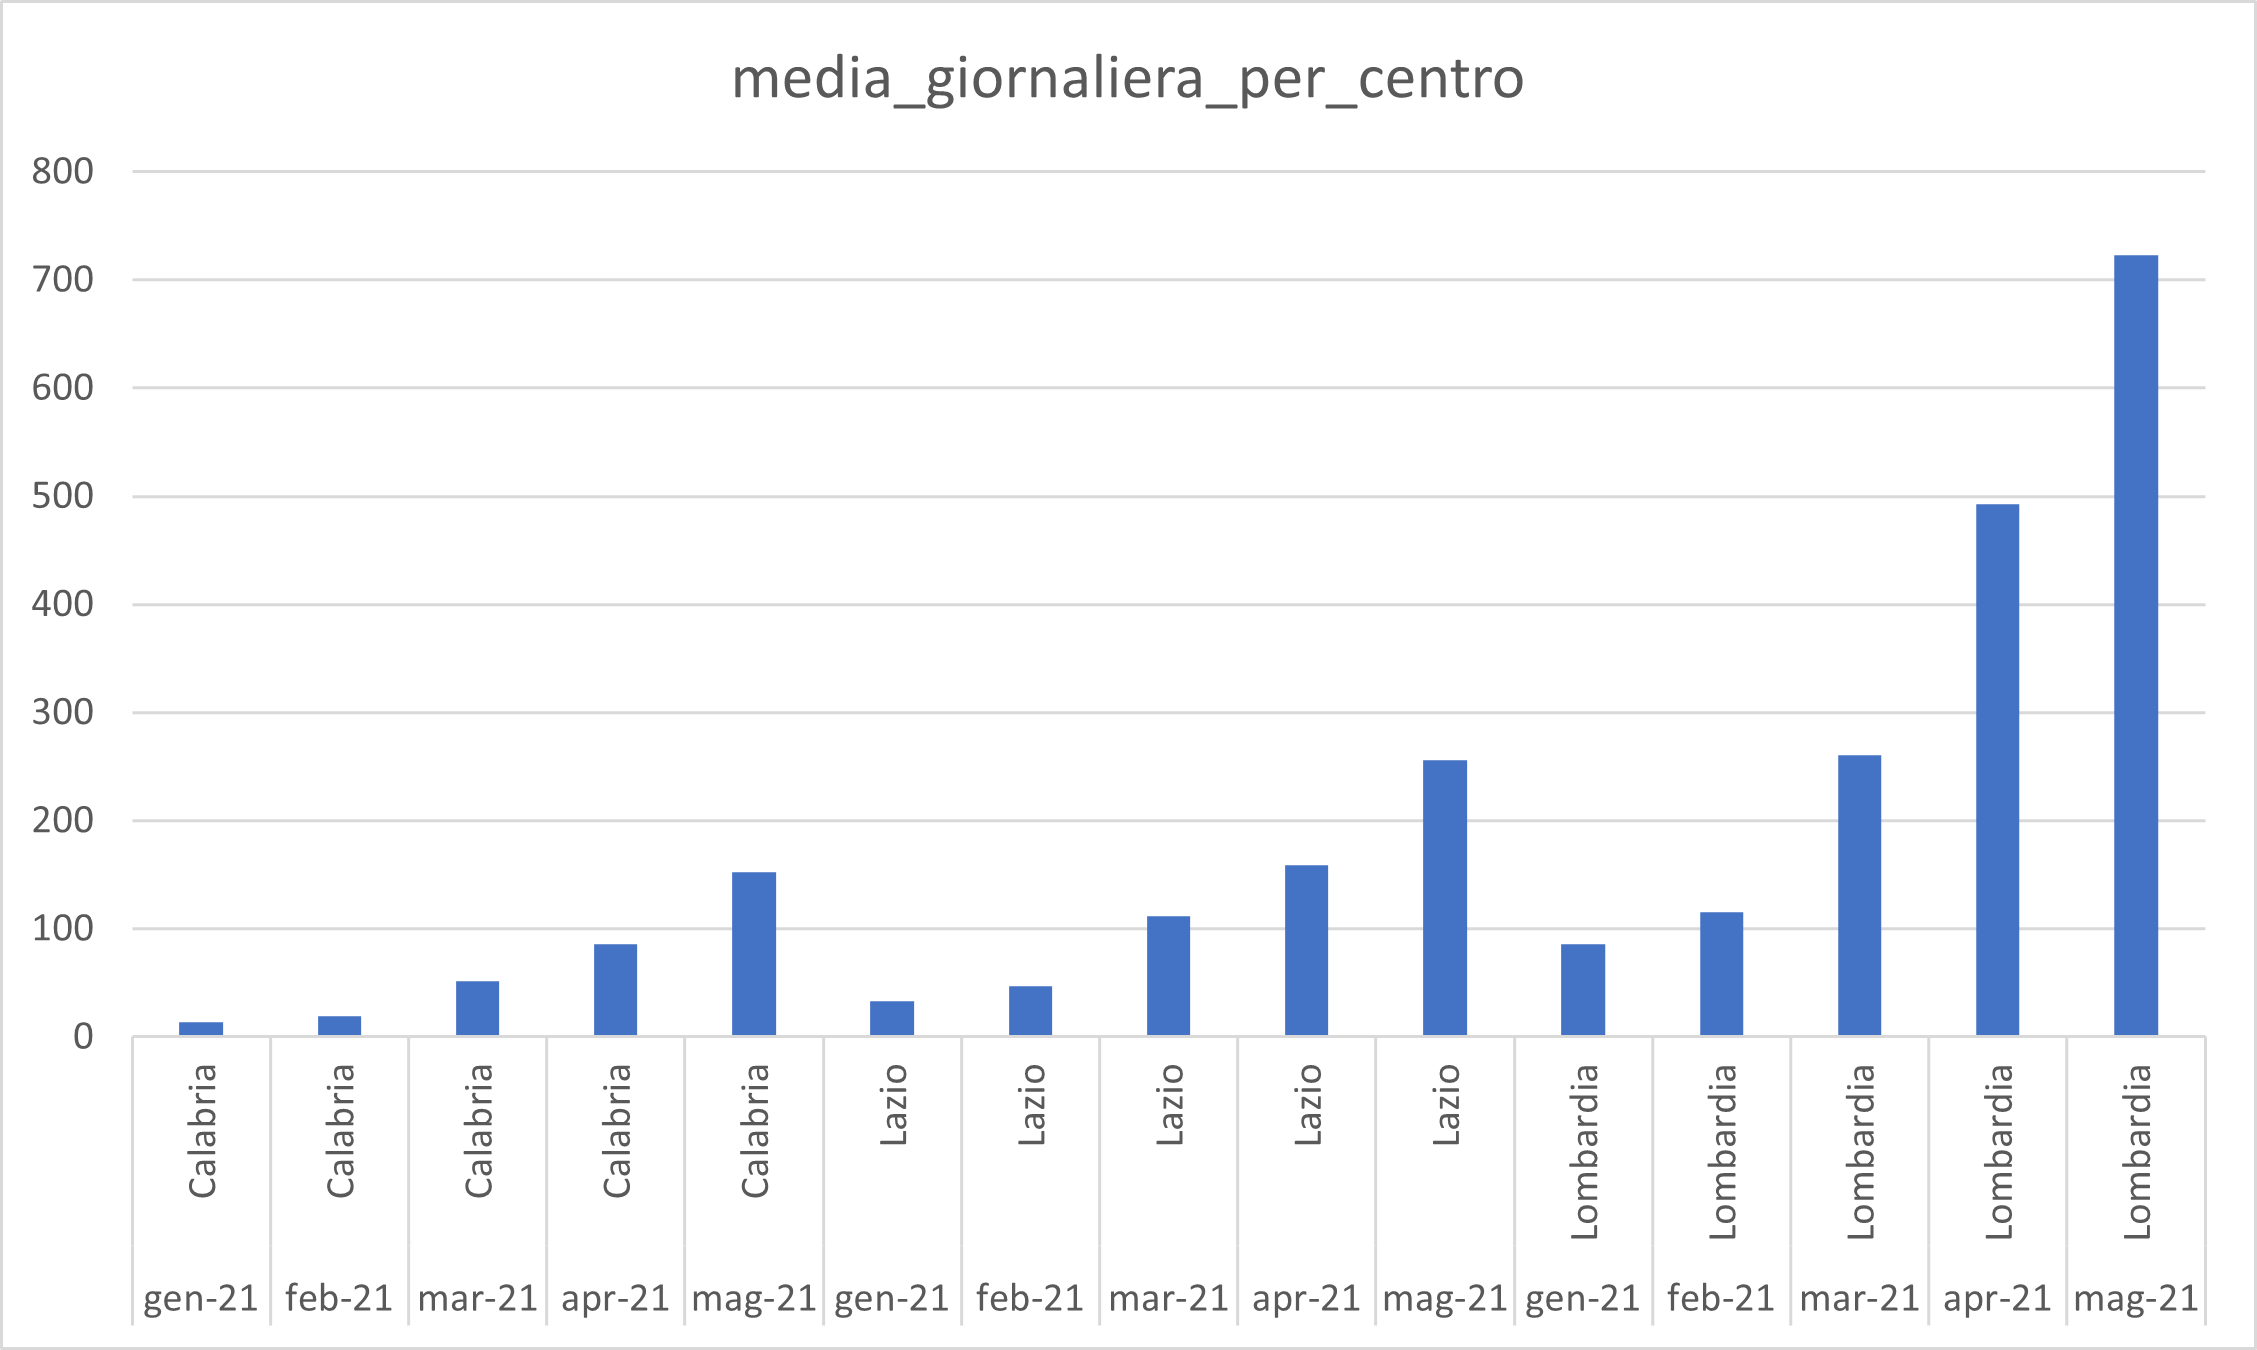 media_giornaliera_per_centro
800
700
600
500
400
300
200
100
0
Calabria
Calabria
Calabria
Calabria
Calabria
Lazio
Lazio
Lazio
Lazio
Lazio
Lombardia
Lombardia
Lombardia
Lombardia
Lombardia
gen-21 feb-21 mar-21 apr-21 mag-21 gen-21 feb-21 mar-21 apr-21 mag-21 gen-21 feb-21 mar-21 apr-21 mag-21